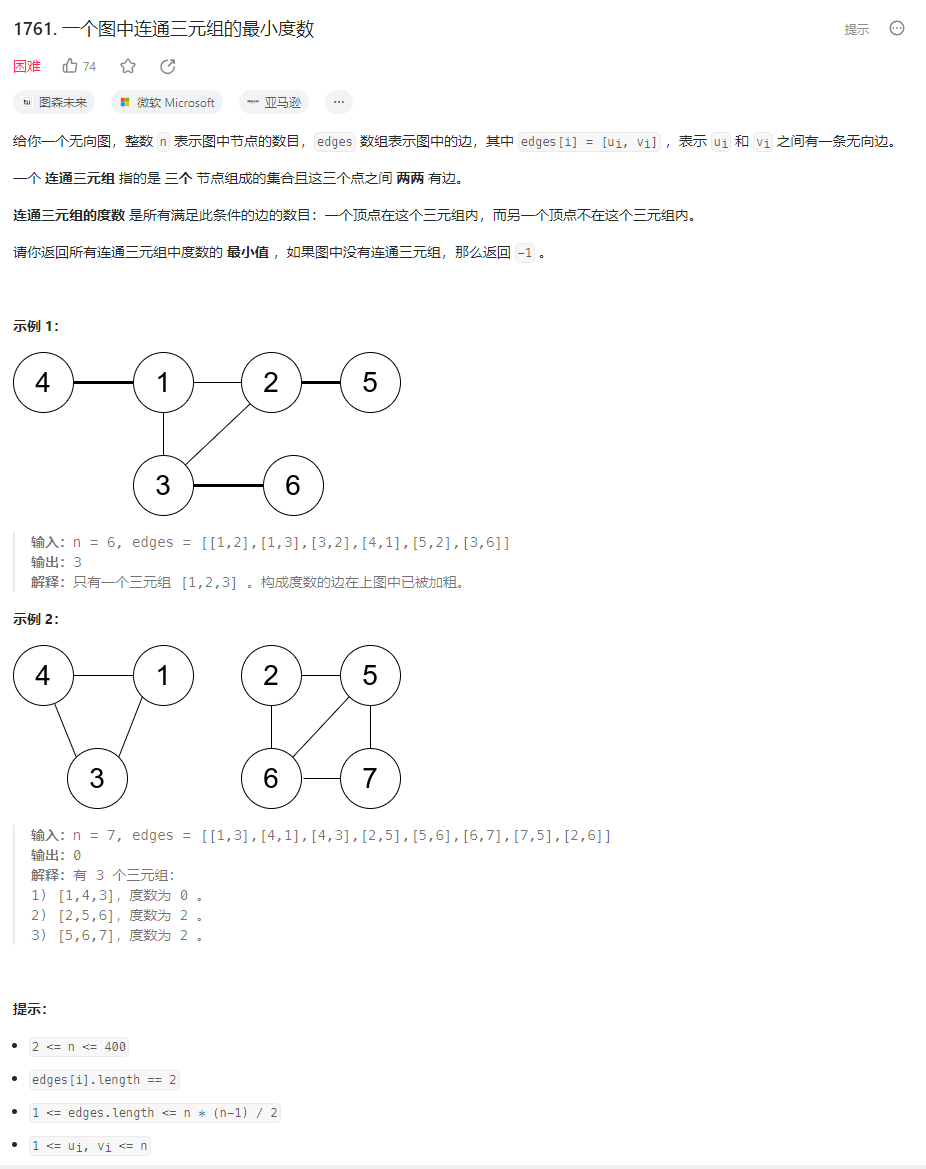 1761. 一个图中连通三元组的最小度数
提示
困难 74
图森未来 微软 Microsoft 亚马逊 ...
给你一个无向图，整数 n 表示图中节点的数目，edges 数组表示图中的边，其中 edges[i] = [ui, vi] ，表示 ui 和 vi 之间有一条无向边。
一个 连通三元组 指的是 三个 节点组成的集合且这三个点之间 两两 有边。
连通三元组的度数 是所有满足此条件的边的数目：一个顶点在这个三元组内，而另一个顶点不在这个三元组内。
请你返回所有连通三元组中度数的 最小值 ，如果图中没有连通三元组，那么返回 -1 。
示例 1：
4 1 2 5
3 6
输入：n = 6, edges = [[1,2],[1,3],[3,2],[4,1],[5,2],[3,6]]
输出：3
解释：只有一个三元组 [1,2,3] 。构成度数的边在上图中已被加粗。
示例 2：
4 1 2 5
3 6 7
输入：n = 7, edges = [[1,3],[4,1],[4,3],[2,5],[5,6],[6,7],[7,5],[2,6]]
输出：0
解释：有 3 个三元组：
1) [1,4,3]，度数为 0 。
2) [2,5,6]，度数为 2 。
3) [5,6,7]，度数为 2 。
提示：
2 <= n <= 400
edges[i].length == 2
1 <= edges.length <= n * (n-1) / 2
1 <= ui, vi <= n